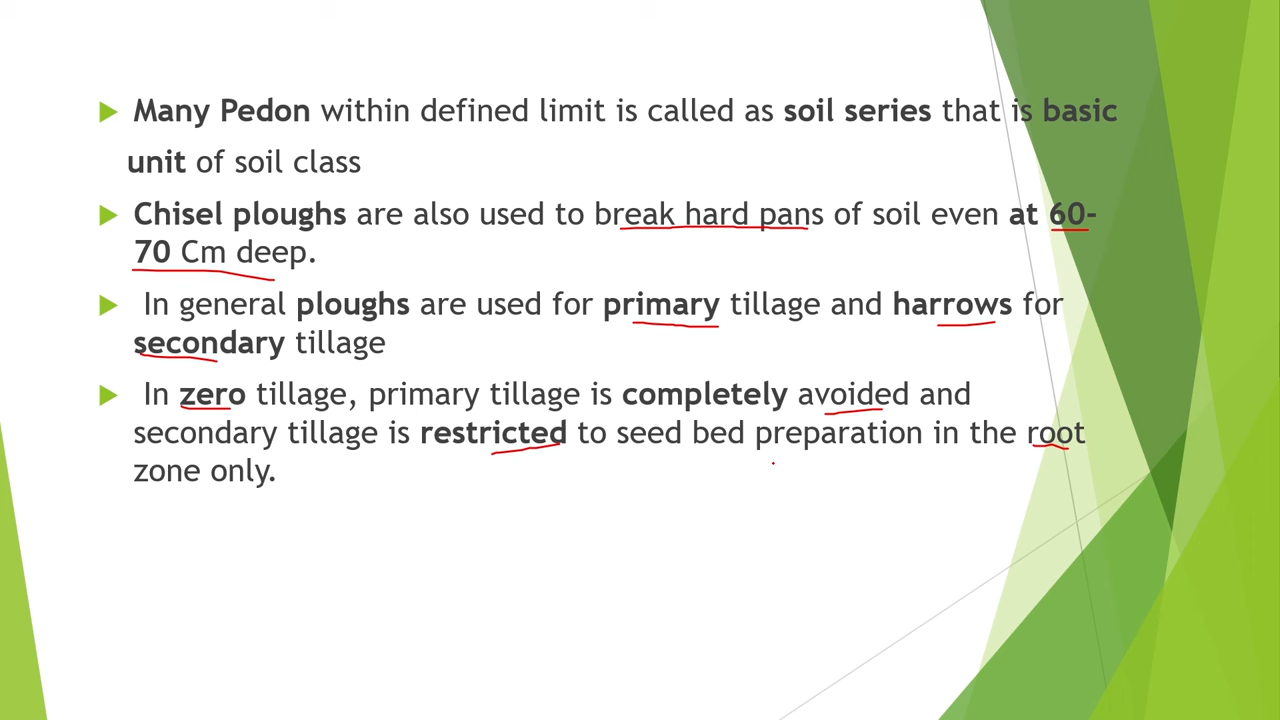 Many Pedon within defined limit is called as soil series that is basic
unit of soil class
Chisel ploughs are also used to break hard pans of soil even at 60-
70 Cm deep.
In general ploughs are used for primary tillage and harrows for
secondary tillage
In zero tillage, primary tillage is completely avoided and
secondary tillage is restricted to seed bed preparation in the root
zone only.